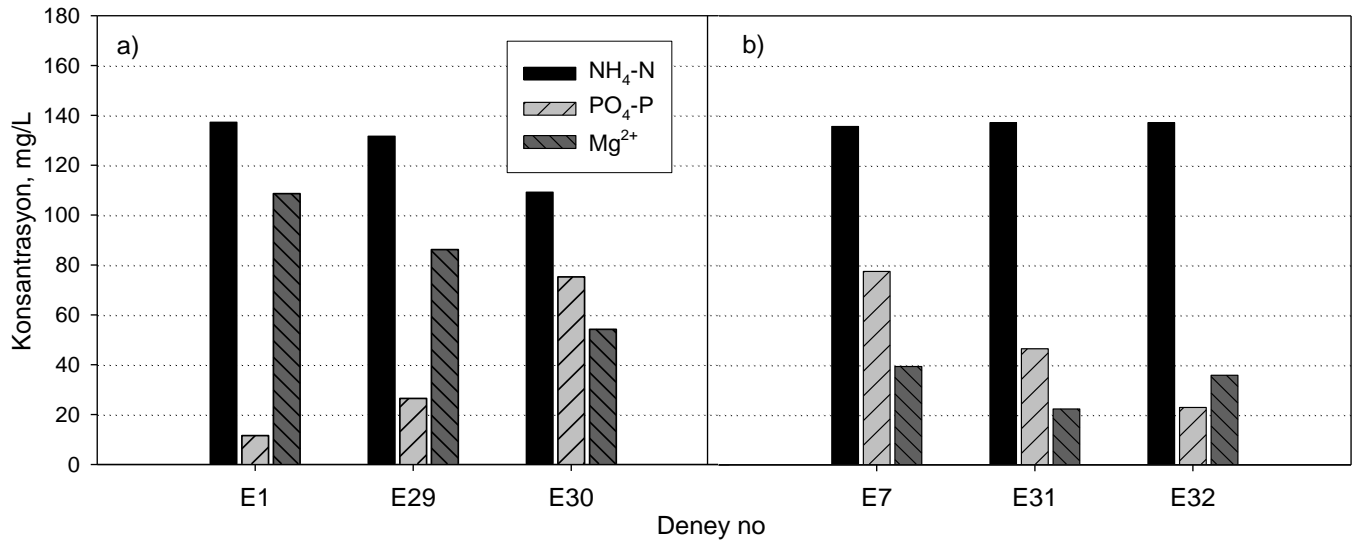 a)
b)
NH₄-N
PO₄-P
Mg²⁺
Konsantrasyon, mg/L
180
160
140
120
100
80
60
40
20
0
E1 E29 E30 E7 E31 E32
Deney no